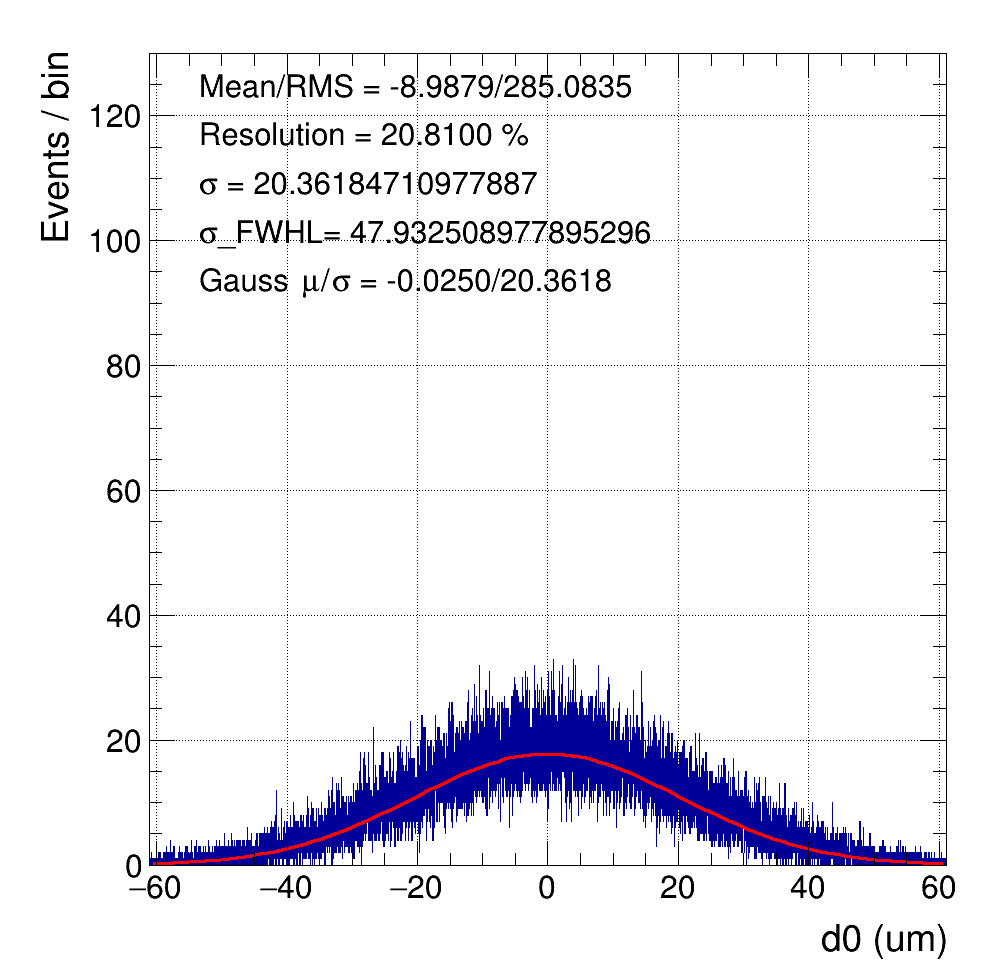 Events / bin
Mean/RMS = -8.9879/285.0835
Resolution = 20.8100 %
σ = 20.36184710977887
σ_FWHL= 47.932508977895296
Gauss μ/σ = -0.0250/20.3618
120
100
80
60
40
20
0
−60 −40 −20 0 20 40 60
d0 (um)